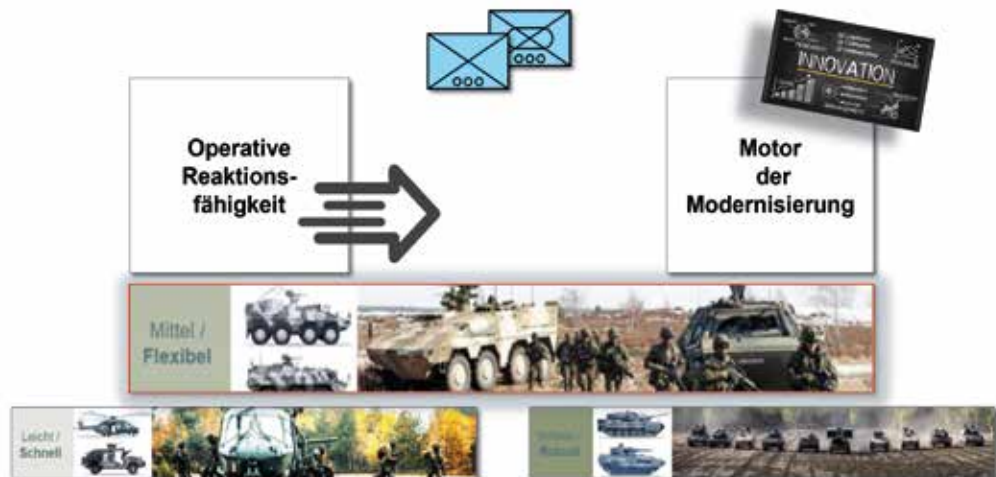 INNOVATION
Operative
Reaktions-
fähigkeit
Motor
der
Modernisierung
Mittel /
Flexibel
Leicht /
Schnell